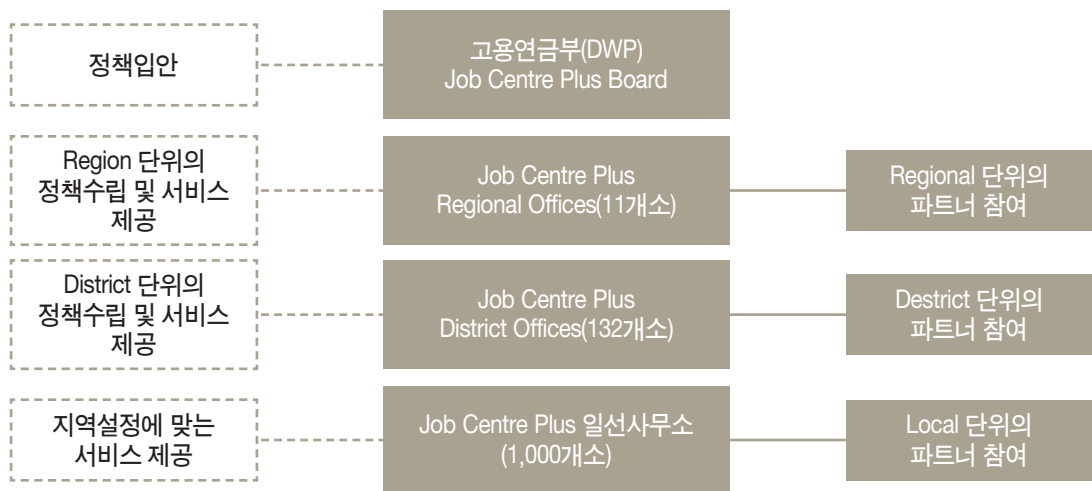 정책입안
고용연금부(DWP)
Job Centre Plus Board
Region 단위의
정책수립 및 서비스
제공
Job Centre Plus
Regional Offices(11개소)
Regional 단위의
파트너 참여
District 단위의
정책수립 및 서비스
제공
Job Centre Plus
District Offices(132개소)
Destrict 단위의
파트너 참여
지역설정에 맞는
서비스 제공
Job Centre Plus 일선사무소
(1,000개소)
Local 단위의
파트너 참여